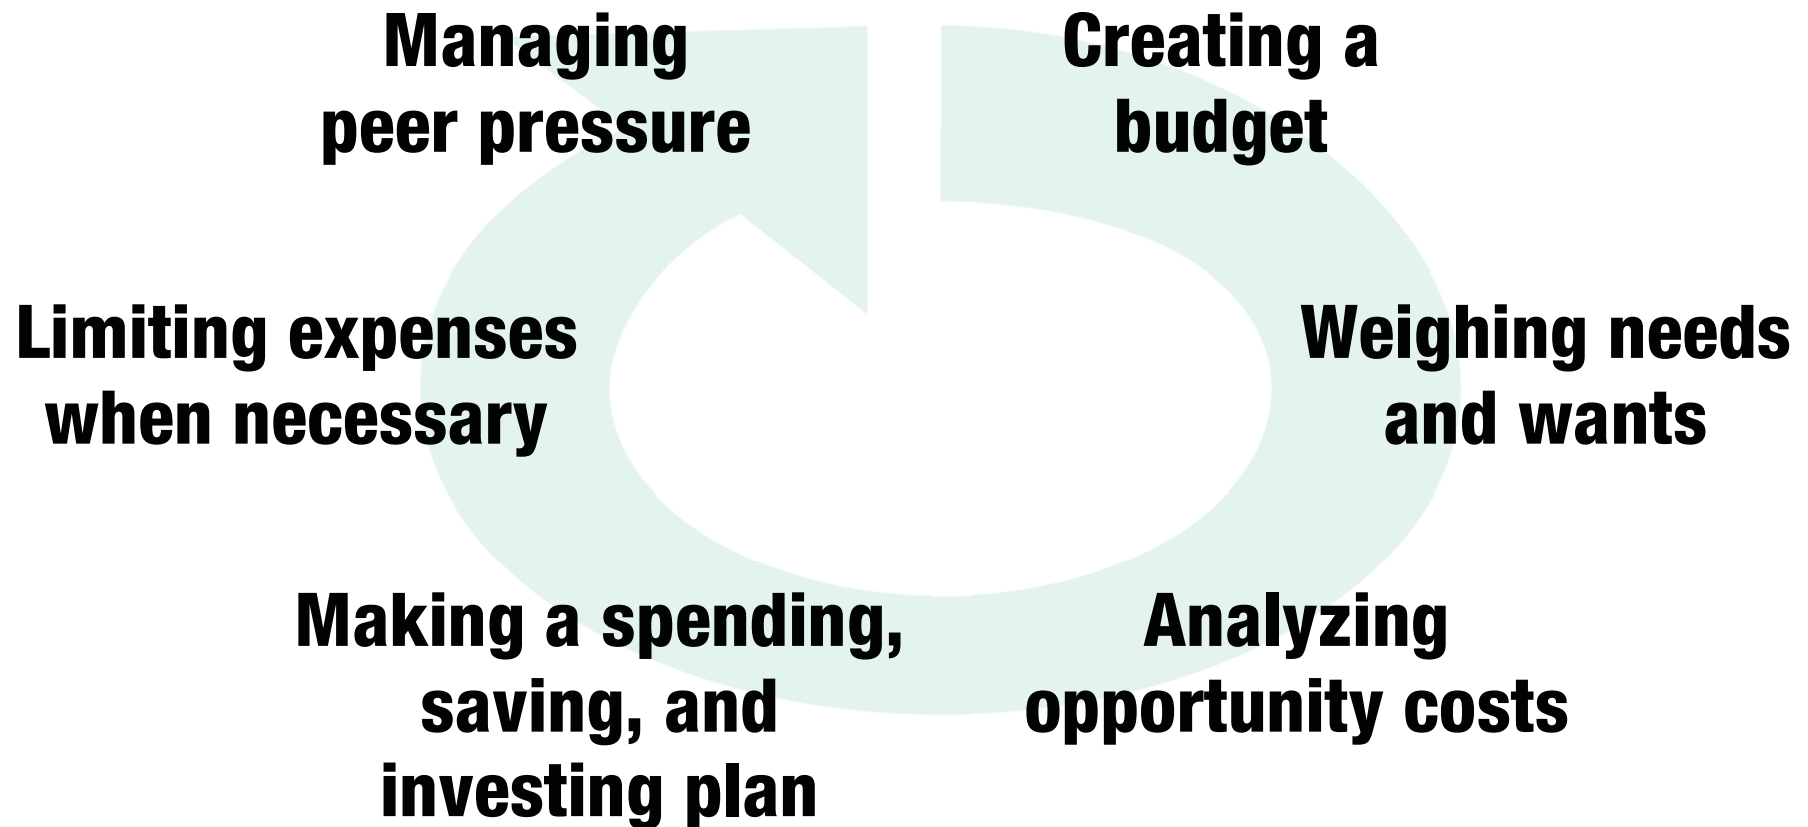 Managing
peer pressure
Creating a
budget
Limiting expenses
when necessary
Weighing needs
and wants
Making a spending,
saving, and
investing plan
Analyzing
opportunity costs